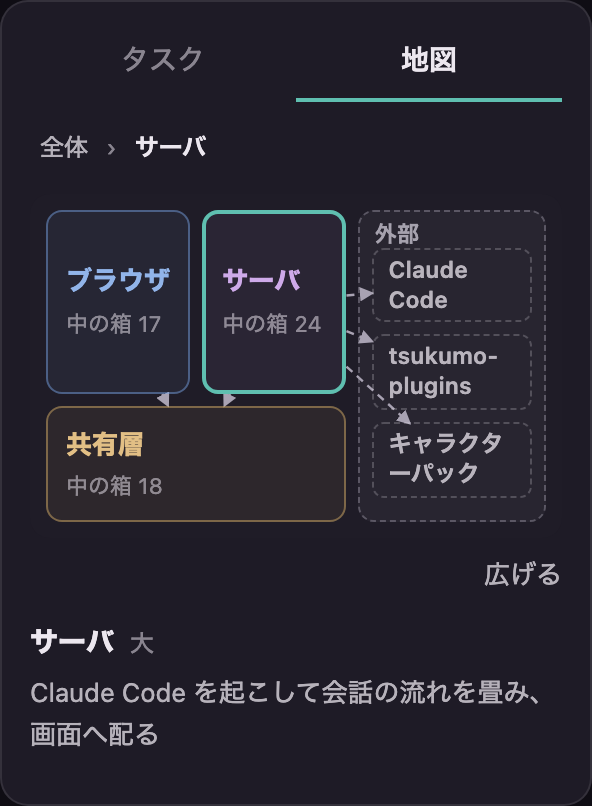 タスク
地図
全体 › サーバ
ブラウザ
中の箱 17
サーバ
中の箱 24
外部
Claude
Code
tsukumo-
plugins
キャラクタ
ーパック
共有層
中の箱 18
広げる
サーバ 大
Claude Code を起こして会話の流れを畳み、
画面へ配る